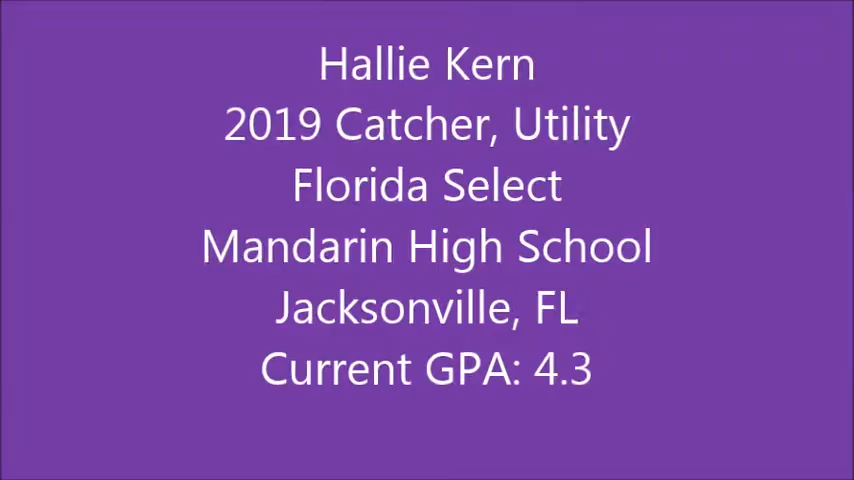 Hallie Kern
2019 Catcher, Utility
Florida Select
Mandarin High School
Jacksonville, FL
Current GPA: 4.3